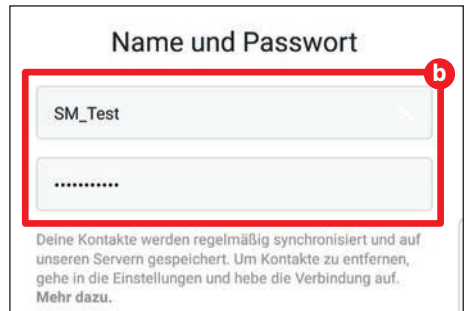 Name und Passwort
b
SM_Test
•••••••••••
Deine Kontakte werden regelmäßig synchronisiert und auf
unseren Servern gespeichert. Um Kontakte zu entfernen,
gehe in die Einstellungen und hebe die Verbindung auf.
Mehr dazu.